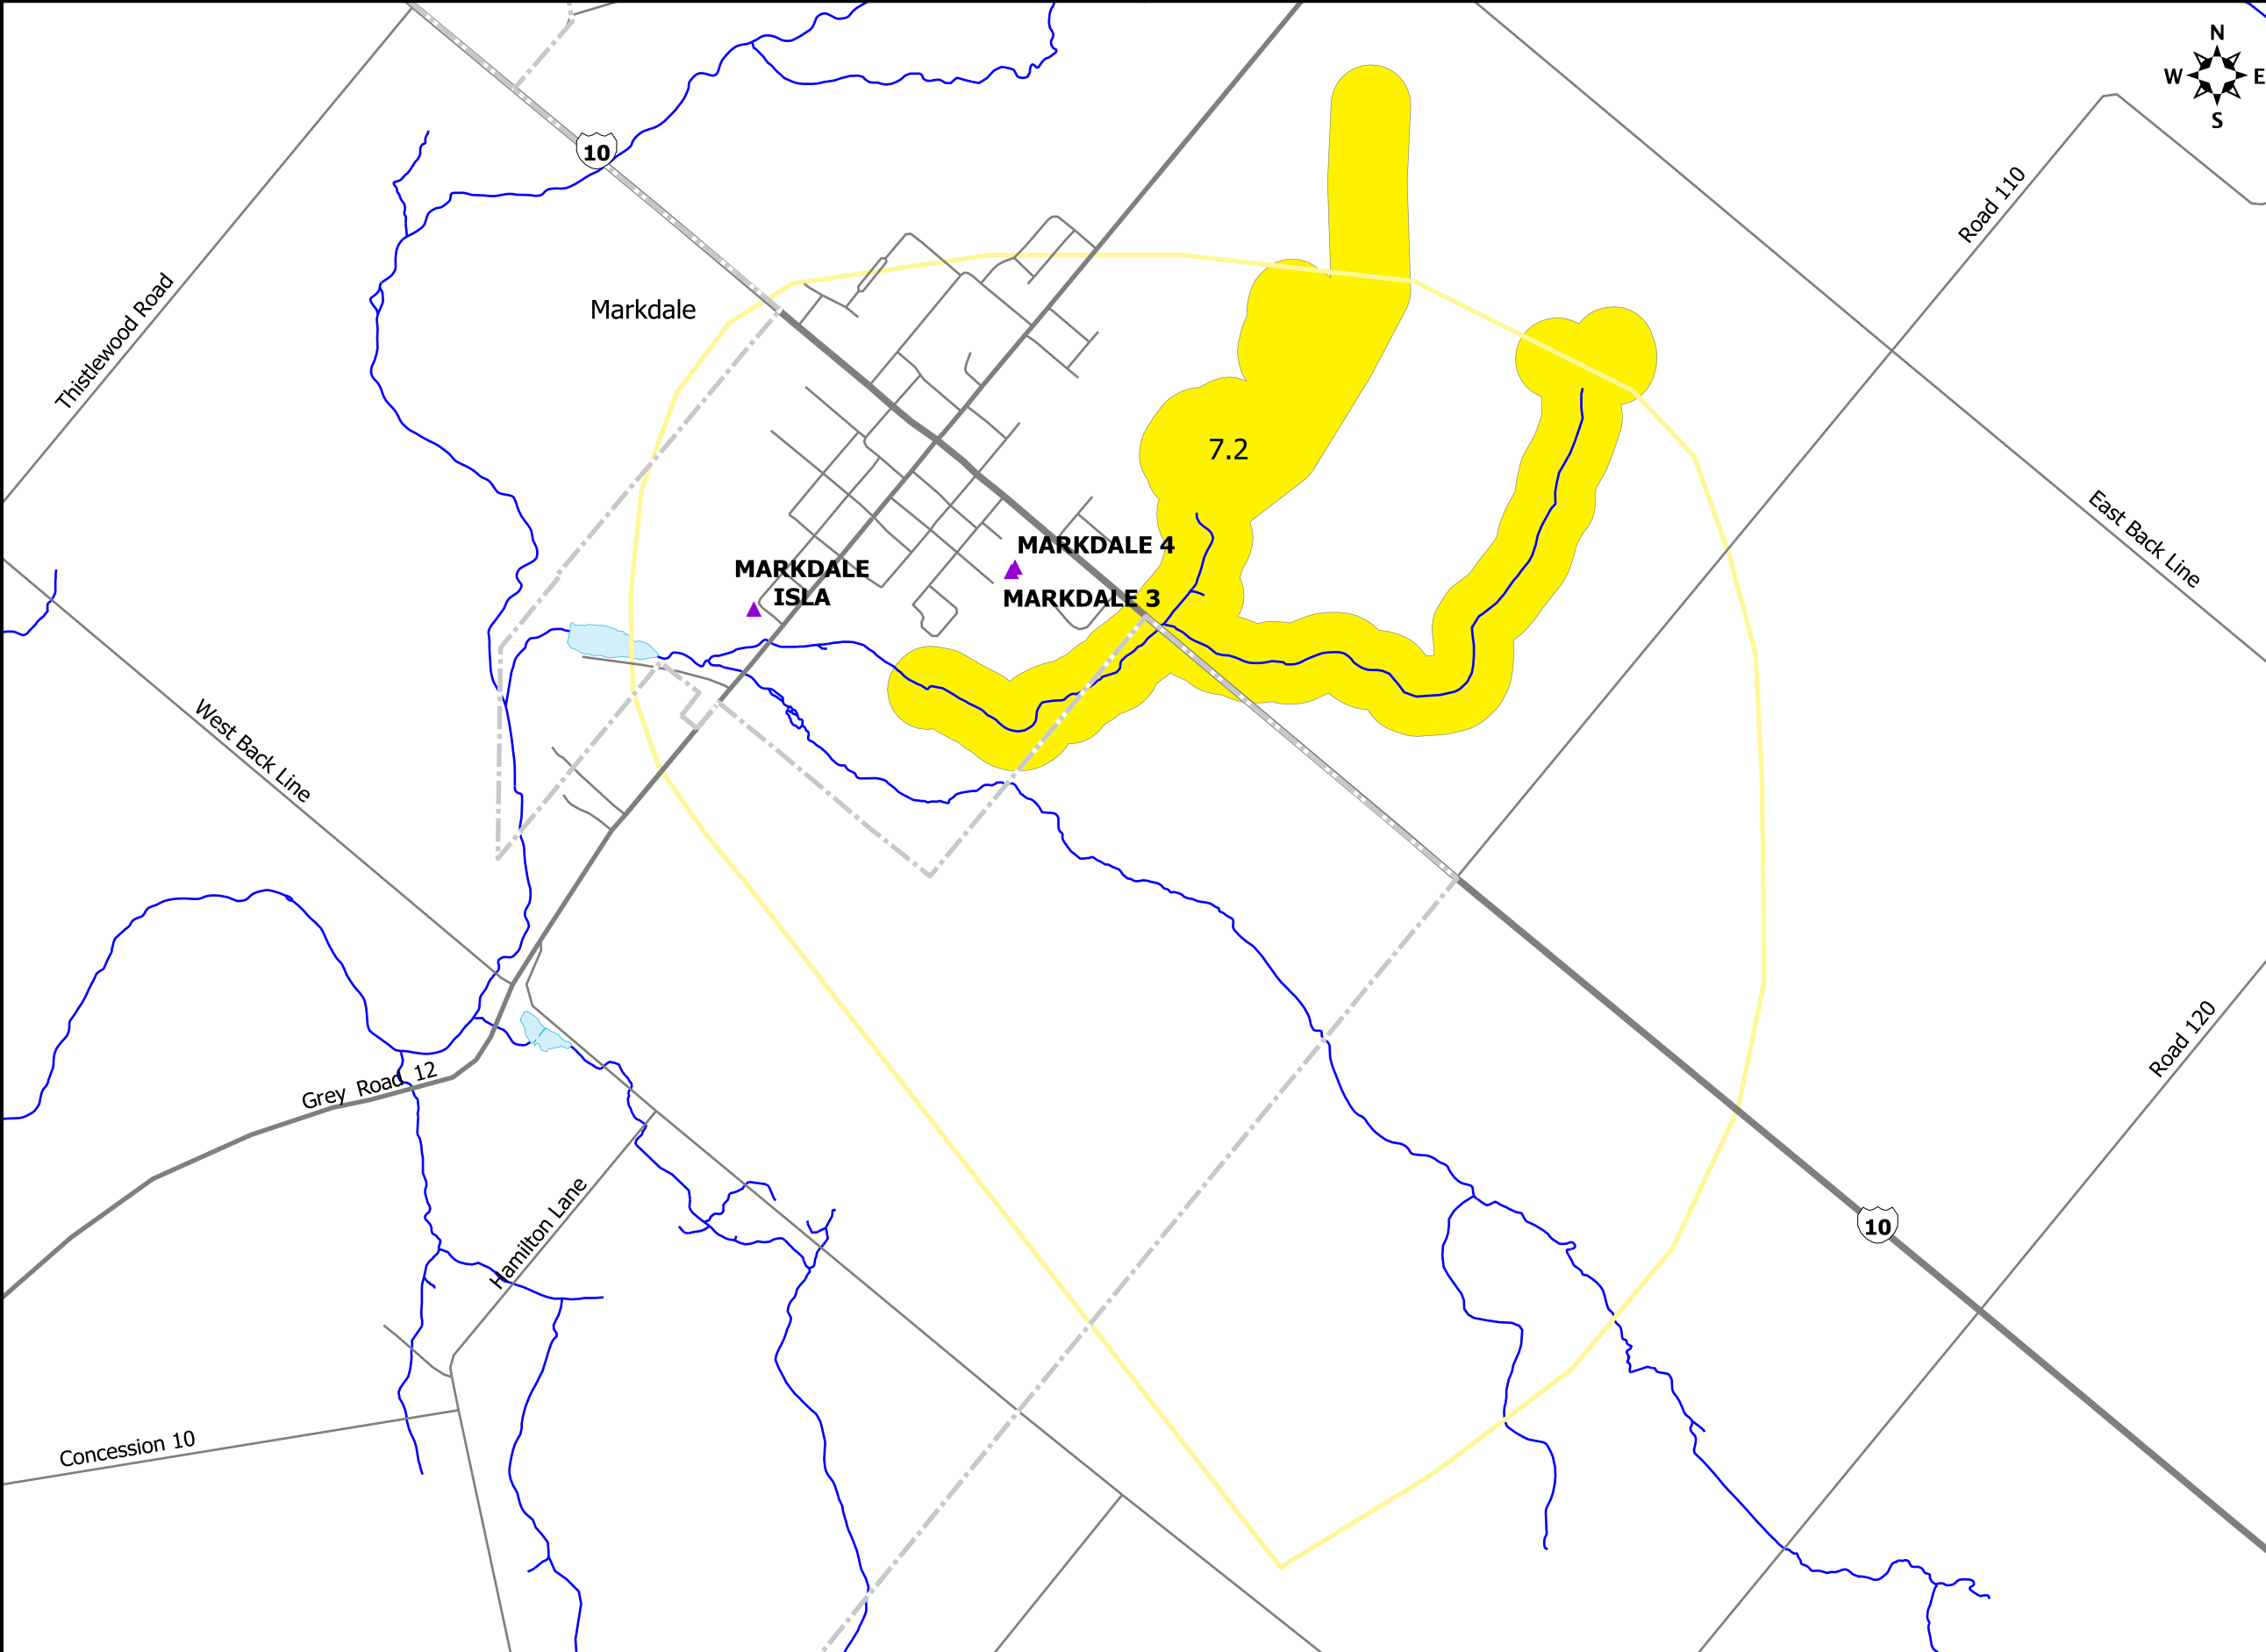 N
W E
S
10
Road 110
Thistlewood Road
Markdale
7.2
East Back Line
MARKDALE 4
MARKDALE
ISLA
MARKDALE 3
West Back Line
Road 120
Grey Road 12
Hamilton Lane
10
Concession 10